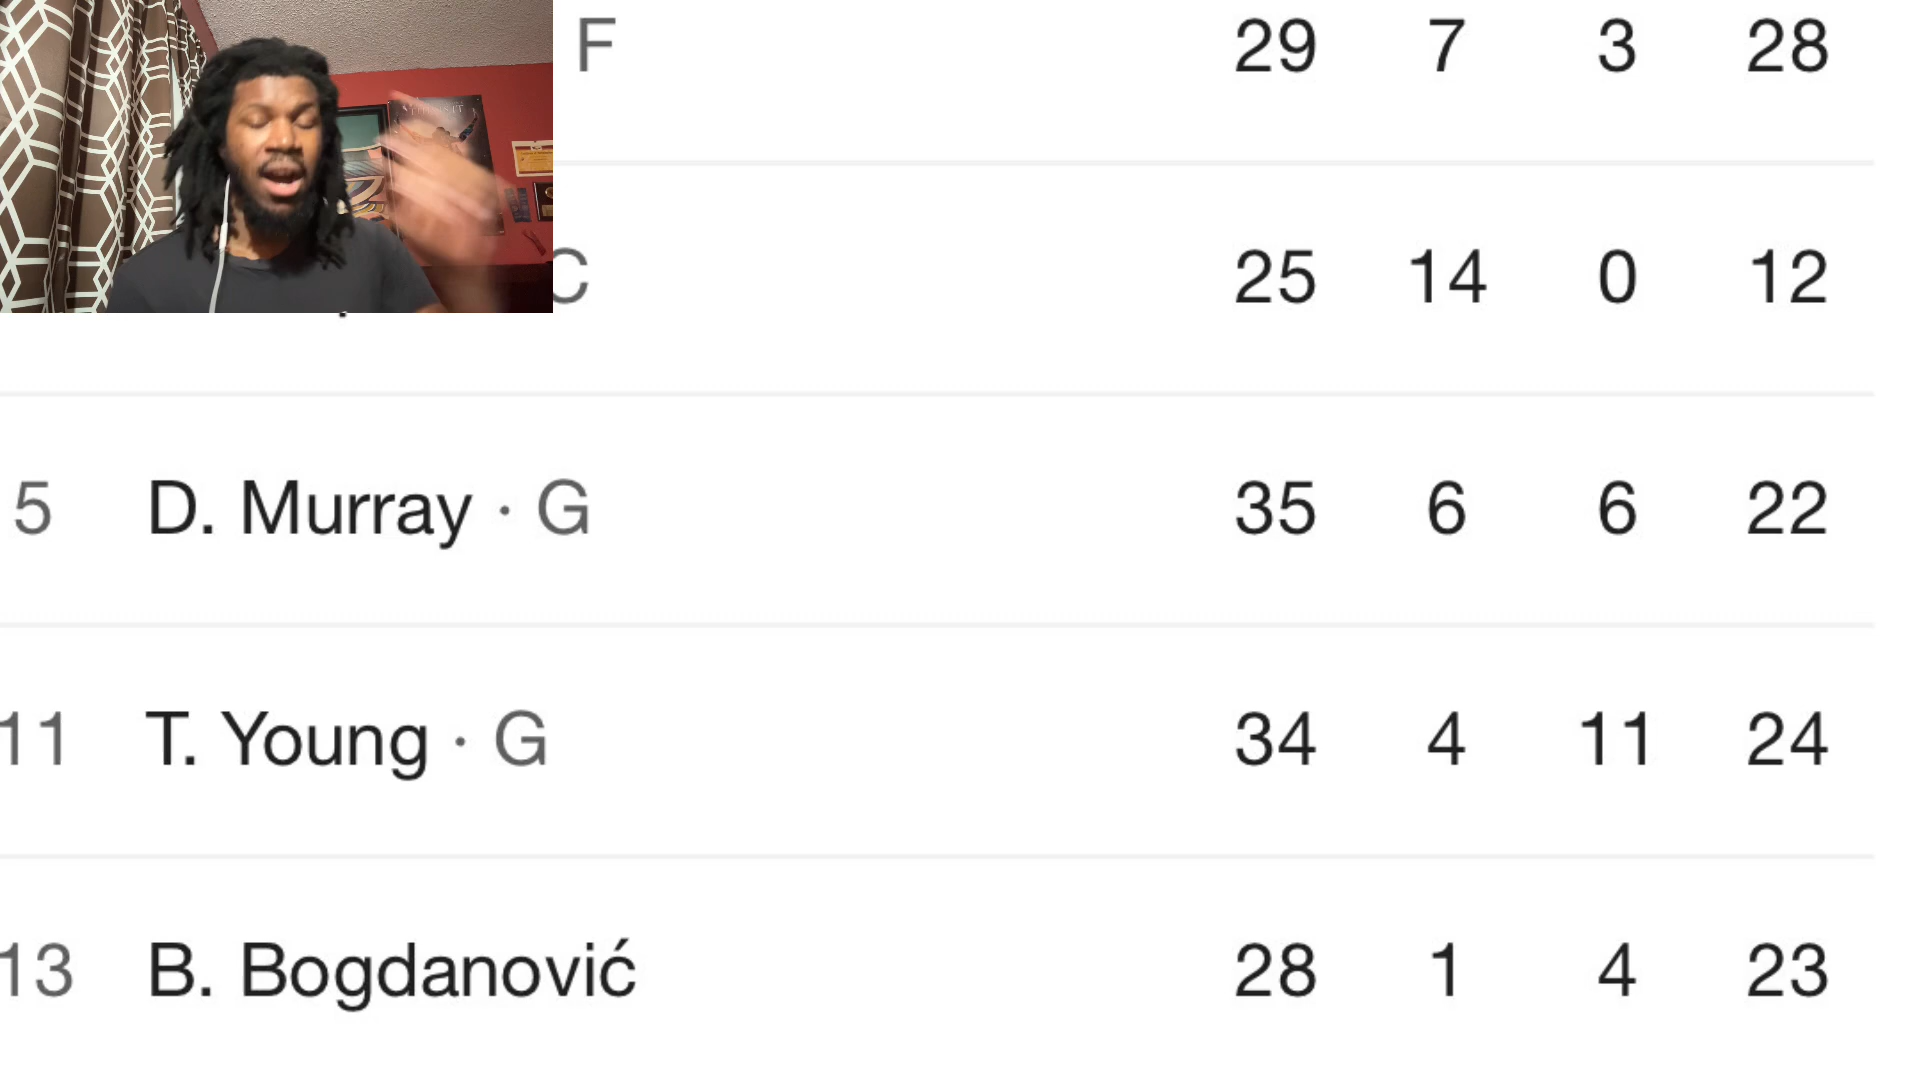 F 29 7 3 28
25 14 0 12
5 D. Murray · G 35 6 6 22
11 T. Young · G 34 4 11 24
13 B. Bogdanović 28 1 4 23